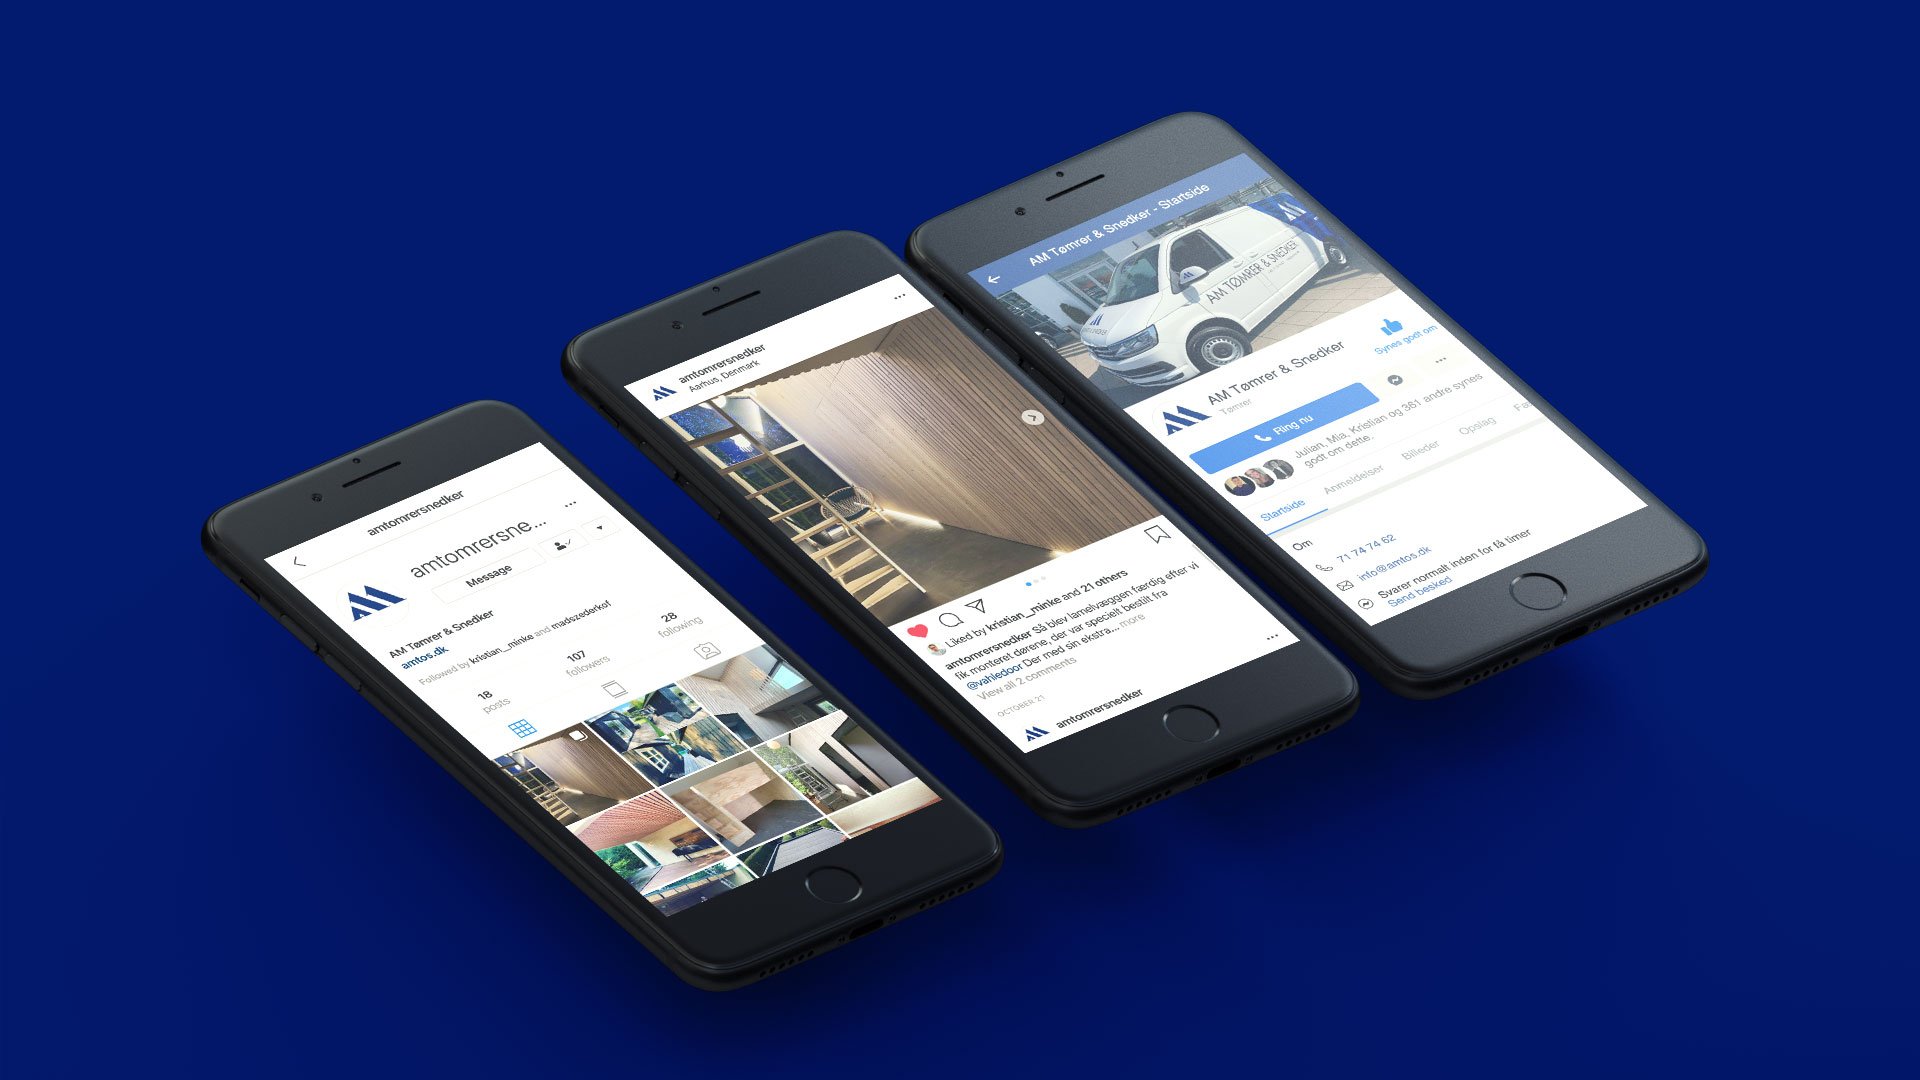 amtomrersnedker
amtomrersne...
Message
AM Tømrer & Snedker
amtos.dk
Followed by kristian_minke and madszederkof
18
posts
107
followers
28
following
amtomrersnedker
Aarhus, Denmark
Liked by kristian_minke and 21 others
amtomrersnedker Så blev lamelvæggen færdig efter vi
fik monteret dørene, der var specielt bestilt fra
@vahledoor Der med sin ekstra... more
View all 2 comments
OCTOBER 21
amtomrersnedker
AM Tømrer & Snedker - Startside
AM TØMRER & SNEDKER
AM Tømrer & Snedker
Tømrer
Synes godt om
Ring nu
Julian, Mia, Kristian og 361 andre synes
godt om dette.
Startside
Anmeldelser
Billeder
Opslag
Om
71 74 74 62
info@amtos.dk
Svarer normalt inden for få timer
Send besked